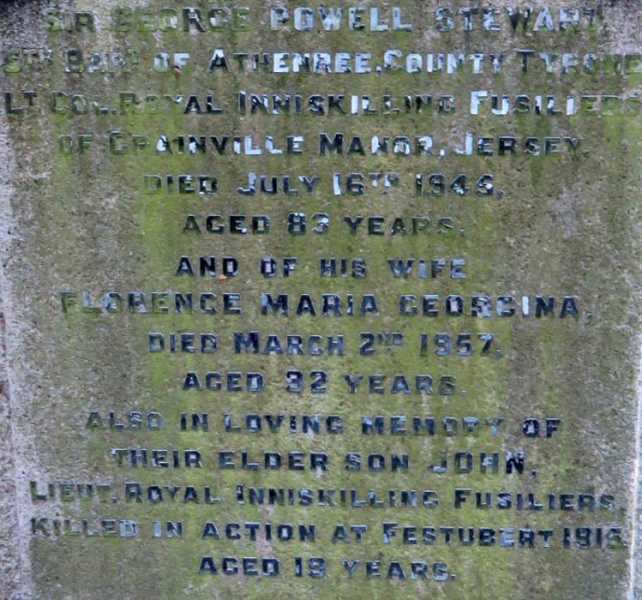 SIR GEORGE POWELL STEWART,
5TH BART OF ATHENREE, COUNTY TYRONE
LT COL. ROYAL INNISKILLING FUSILIERS
OF GRAINVILLE MANOR, JERSEY,
DIED JULY 16TH 1945,
AGED 83 YEARS.
AND OF HIS WIFE
FLORENCE MARIA GEORGINA,
DIED MARCH 2ND 1957,
AGED 92 YEARS.
ALSO IN LOVING MEMORY OF
THEIR ELDER SON JOHN,
LIEUT. ROYAL INNISKILLING FUSILIERS
KILLED IN ACTION AT FESTUBERT 1915
AGED 19 YEARS.